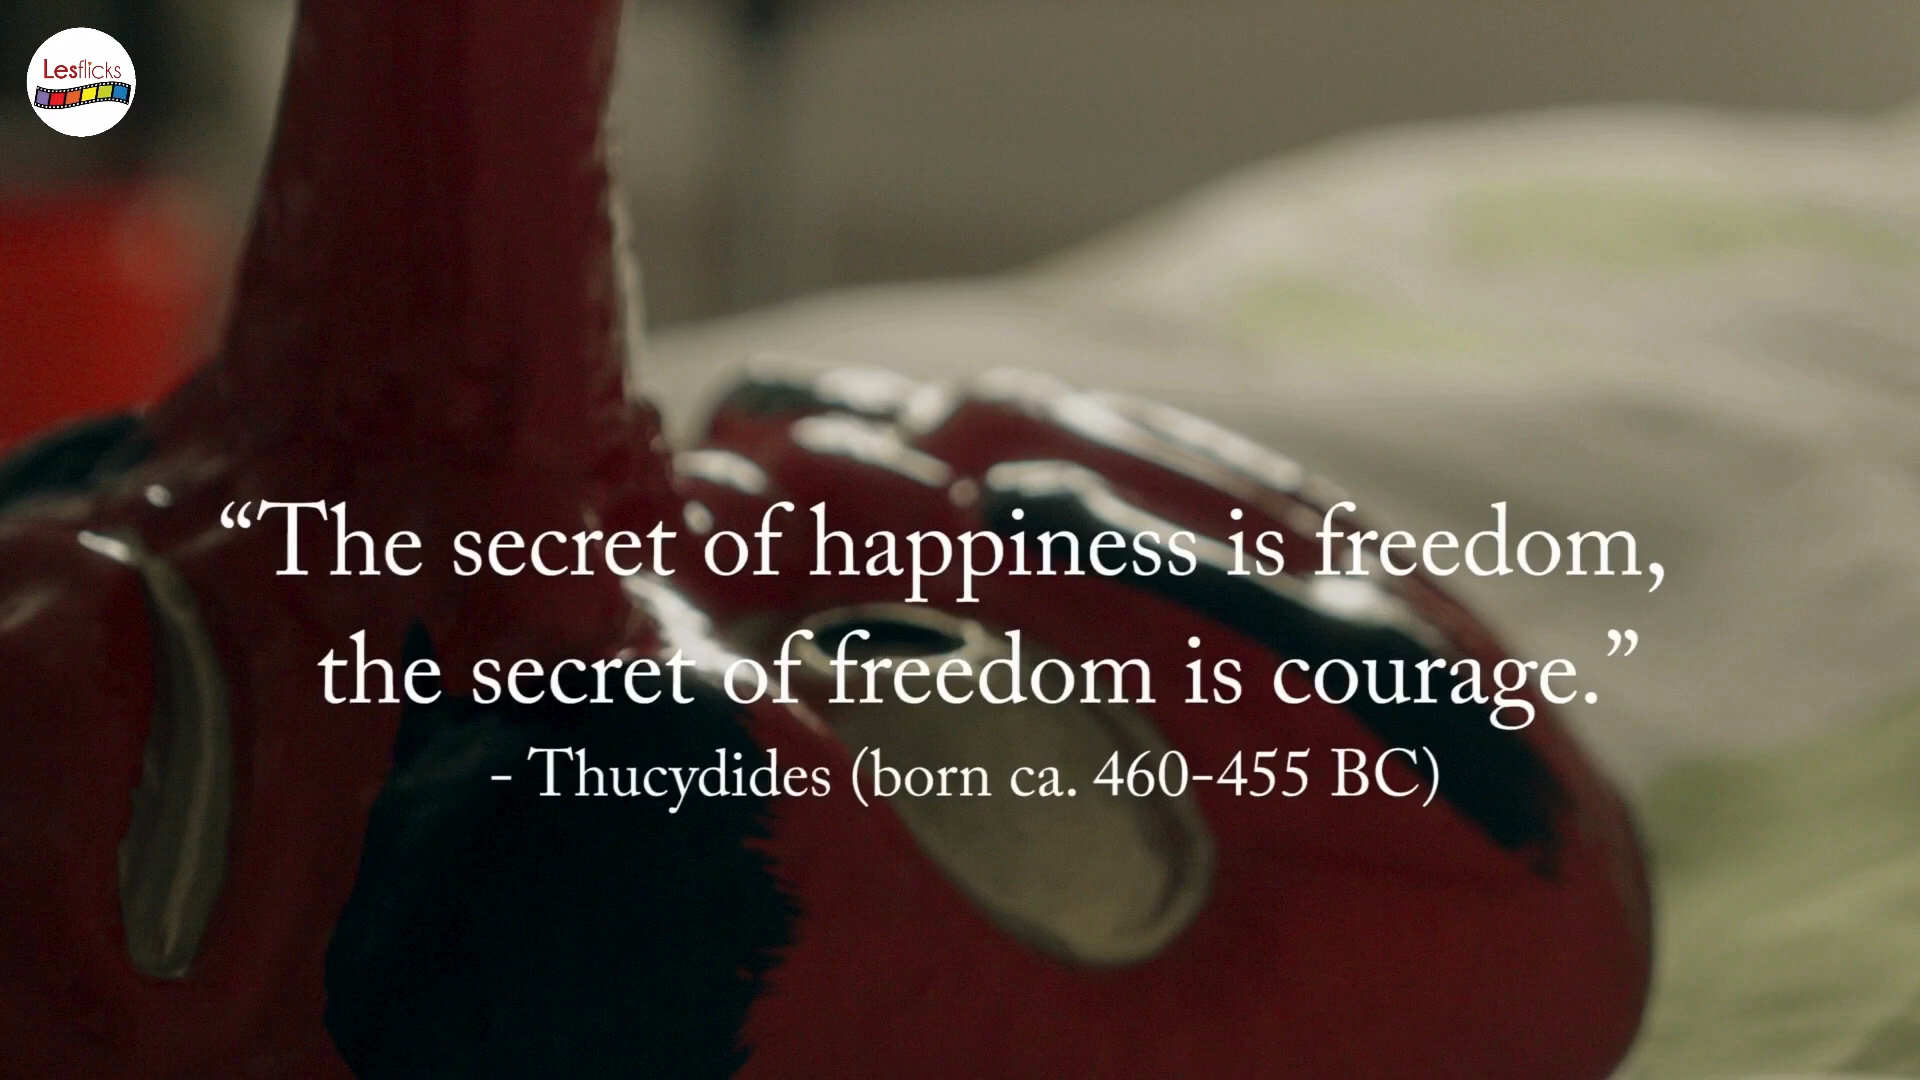 Lesflicks
“The secret of happiness is freedom,
the secret of freedom is courage.”
- Thucydides (born ca. 460-455 BC)